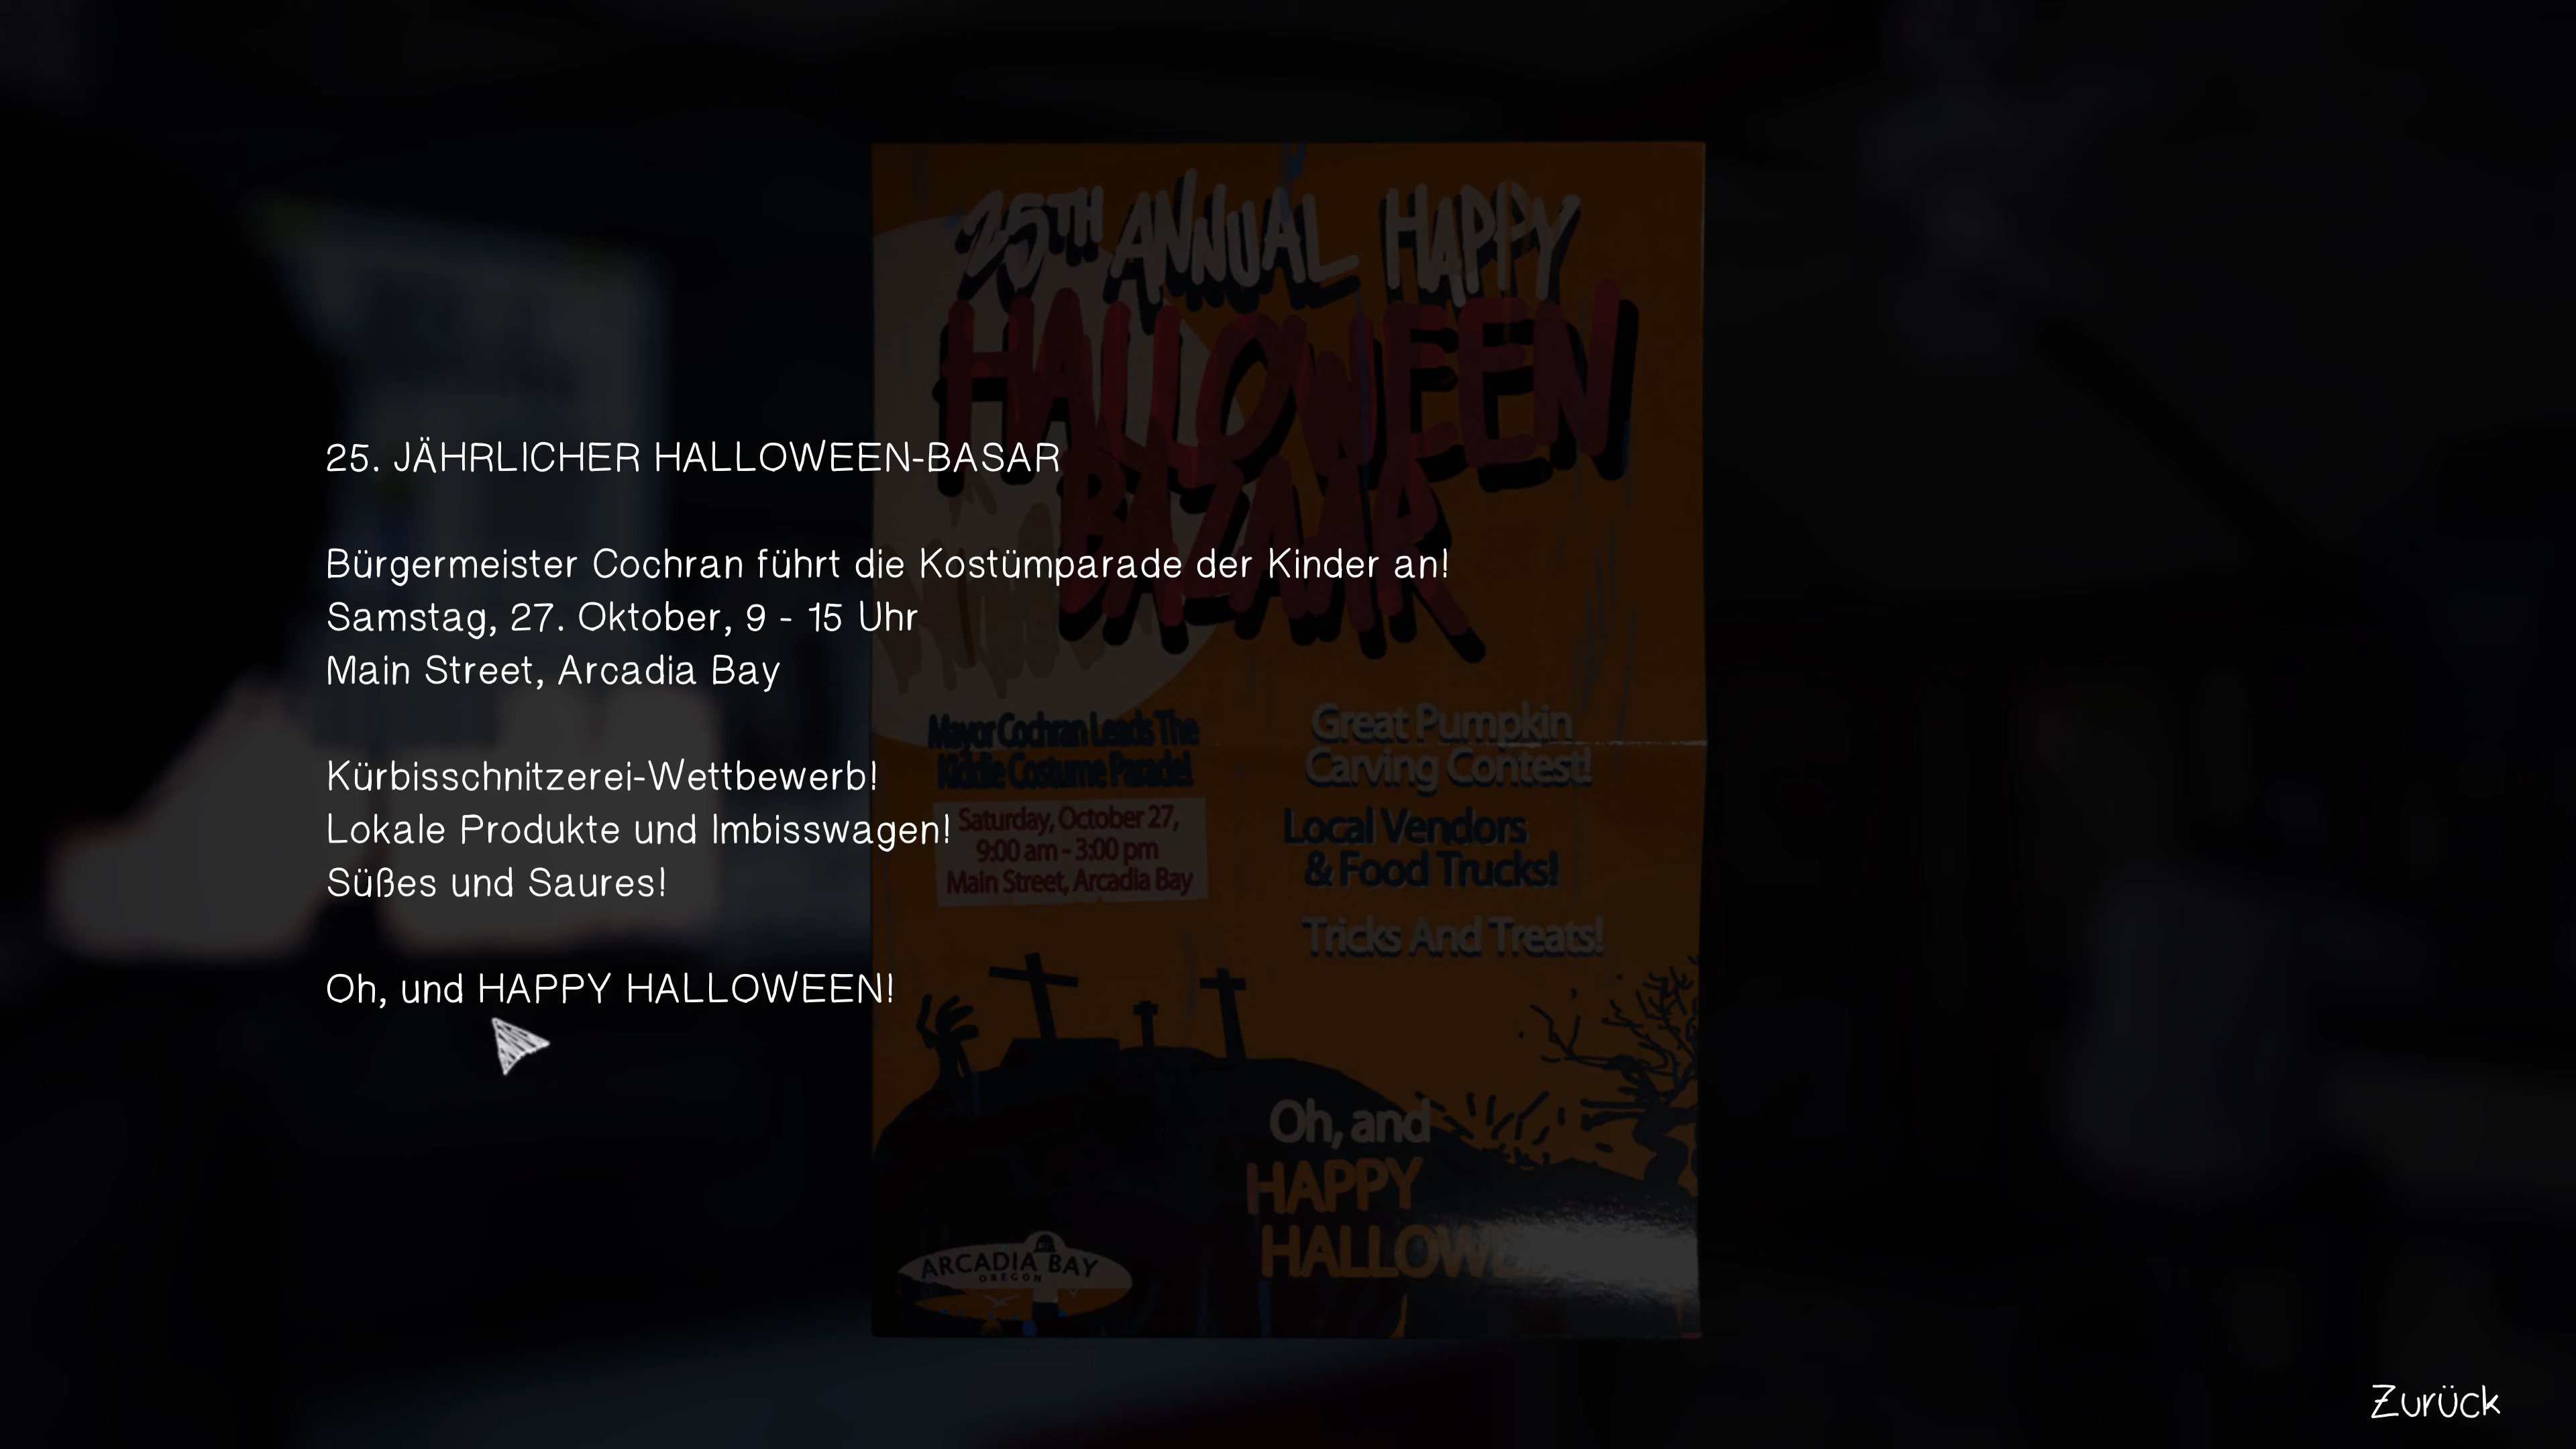 25. JÄHRLICHER HALLOWEEN-BASAR
Bürgermeister Cochran führt die Kostümparade der Kinder an!
Samstag, 27. Oktober, 9 - 15 Uhr
Main Street, Arcadia Bay
Kürbisschnitzerei-Wettbewerb!
Lokale Produkte und Imbisswagen!
Süßes und Saures!
Oh, und HAPPY HALLOWEEN!
25TH ANNUAL HAPPY
HALLOWEEN
BAZAAR
Mayor Cochran Leads The
Kiddie Costume Parade!
Saturday, October 27,
9:00 am - 3:00 pm
Main Street, Arcadia Bay
Great Pumpkin
Carving Contest!
Local Vendors
& Food Trucks!
Tricks And Treats!
Oh, and
HAPPY
ARCADIA BAY
OREGON
Zurück